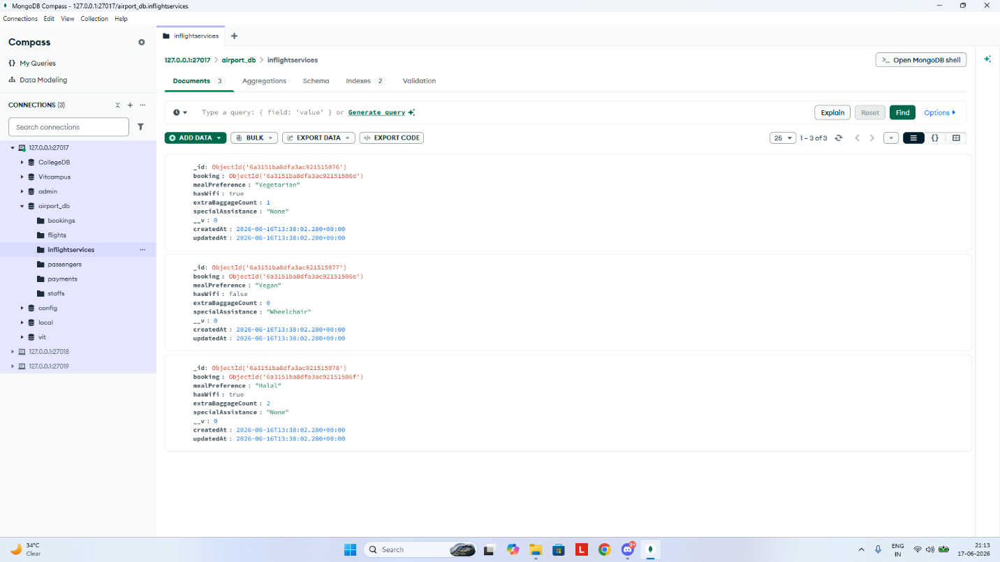 MongoDB Compass - 127.0.0.1:27017/airport_db.inflightservices
Connections Edit View Collection Help
Compass
My Queries
Data Modeling
CONNECTIONS (3)
Search connections
127.0.0.1:27017
CollegeDB
Vitcampus
admin
airport_db
bookings
flights
inflightservices
passengers
payments
staffs
config
local
vit
127.0.0.1:27018
127.0.0.1:27019
inflightservices
127.0.0.1:27017 > airport_db > inflightservices
>_ Open MongoDB shell
Documents 3 Aggregations Schema Indexes 2 Validation
Type a query: { field: 'value' } or Generate query
Explain Reset Find Options
ADD DATA BULK EXPORT DATA EXPORT CODE
25 1 – 3 of 3
_id: ObjectId('6a3151ba8dfa3ac921515076')
booking : ObjectId('6a3151ba8dfa3ac92151506d')
mealPreference : "Vegetarian"
hasWifi : true
extraBaggageCount : 1
specialAssistance : "None"
__v : 0
createdAt : 2026-06-16T13:38:02.280+00:00
updatedAt : 2026-06-16T13:38:02.280+00:00
_id: ObjectId('6a3151ba8dfa3ac921515077')
booking : ObjectId('6a3151ba8dfa3ac92151506e')
mealPreference : "Vegan"
hasWifi : false
extraBaggageCount : 0
specialAssistance : "Wheelchair"
__v : 0
createdAt : 2026-06-16T13:38:02.280+00:00
updatedAt : 2026-06-16T13:38:02.280+00:00
_id: ObjectId('6a3151ba8dfa3ac921515078')
booking : ObjectId('6a3151ba8dfa3ac92151506f')
mealPreference : "Halal"
hasWifi : true
extraBaggageCount : 2
specialAssistance : "None"
__v : 0
createdAt : 2026-06-16T13:38:02.280+00:00
updatedAt : 2026-06-16T13:38:02.280+00:00
34°C
Clear
Search
L
9+
ENG
IN
21:13
17-06-2026